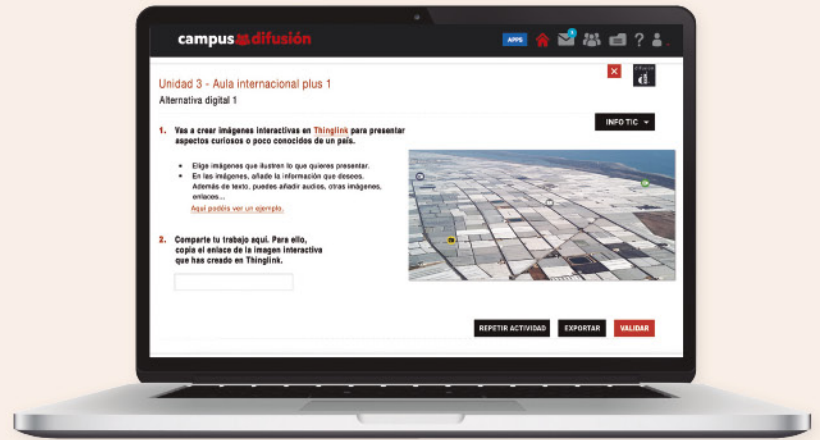 campus difusión
APPS
?
Unidad 3 - Aula internacional plus 1
Alternativa digital 1
INFO TIC
1. Vas a crear imágenes interactivas en Thinglink para presentar
aspectos curiosos o poco conocidos de un país.
• Elige imágenes que ilustren lo que quieres presentar.
• En las imágenes, añade la información que desees.
Además de texto, puedes añadir audios, otras imágenes,
enlaces...
Aquí podéis ver un ejemplo.
2. Comparte tu trabajo aquí. Para ello,
copia el enlace de la imagen interactiva
que has creado en Thinglink.
REPETIR ACTIVIDAD EXPORTAR VALIDAR